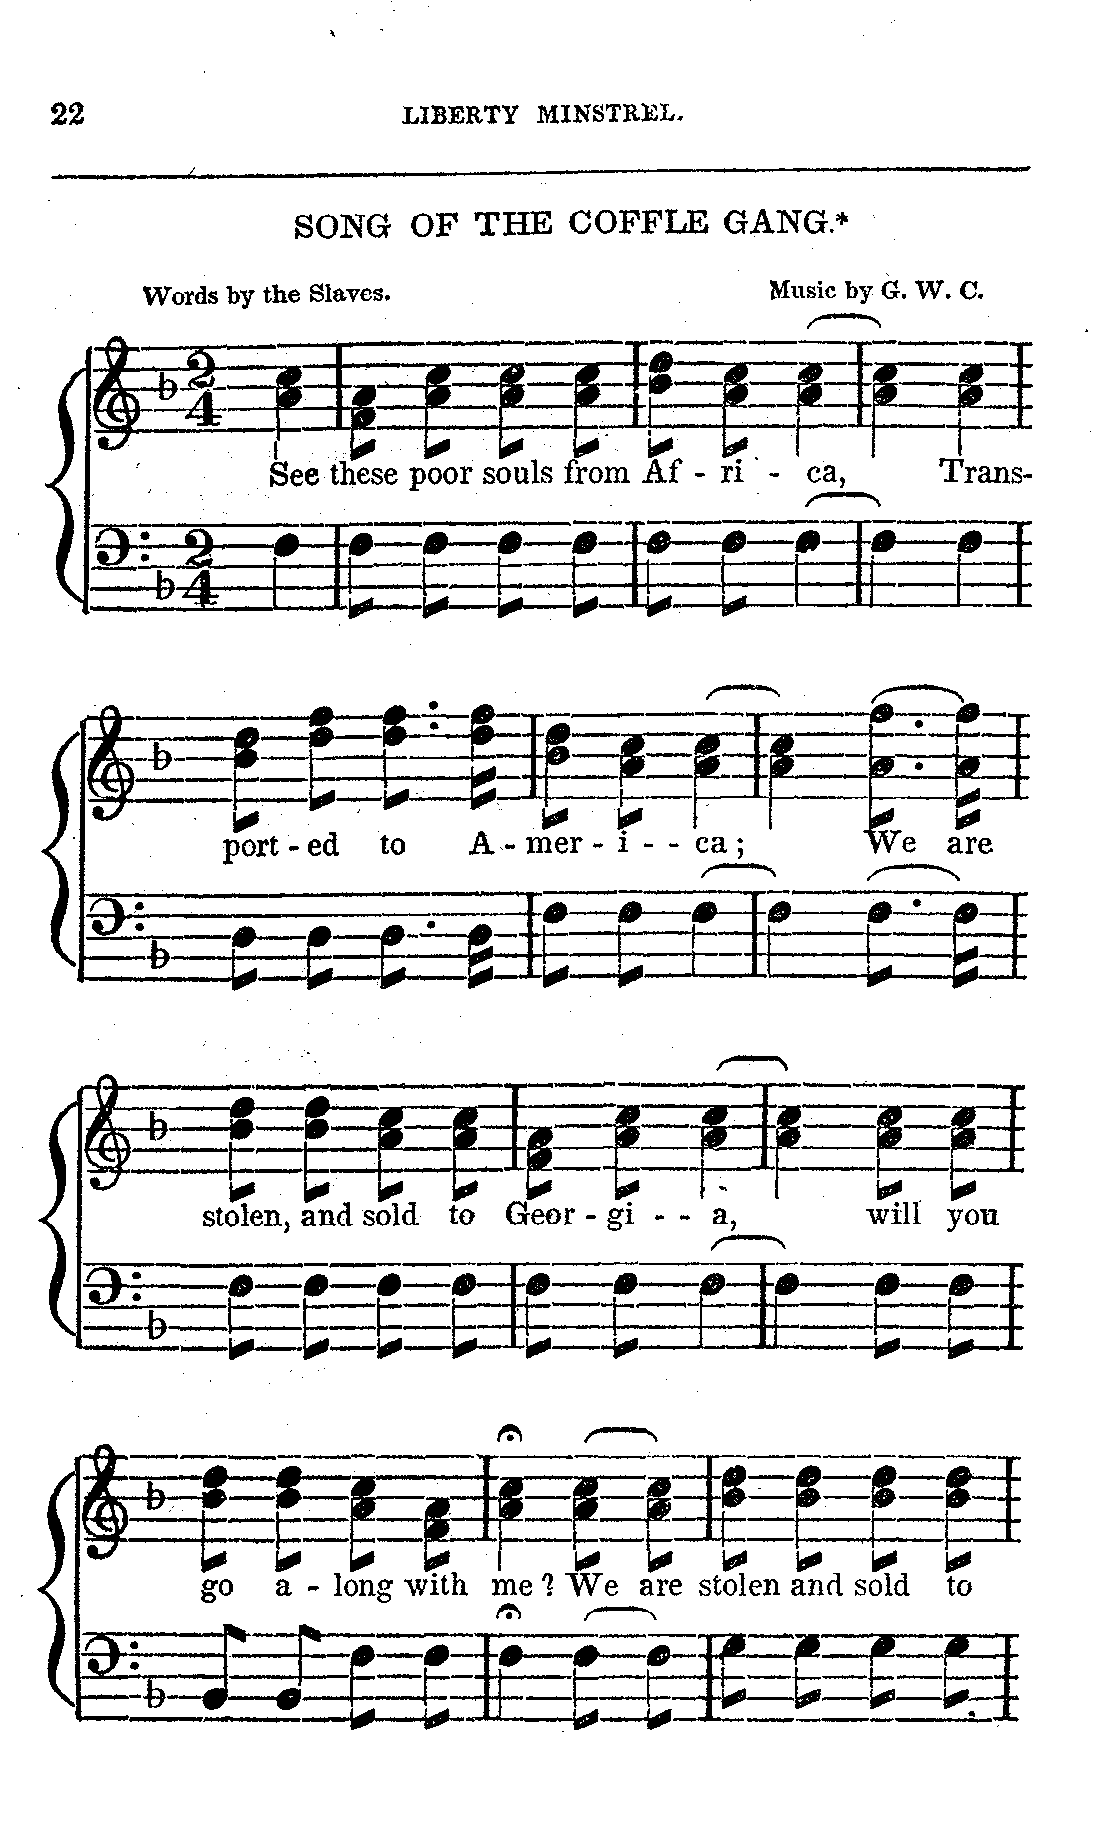 22 LIBERTY MINSTREL.
SONG OF THE COFFLE GANG.*
Words by the Slaves. Music by G. W. C.
See these poor souls from Af - ri - ca, Trans-
port - ed to A - mer - i - - ca ; We are
stolen, and sold to Geor - gi - - a, will you
go a - long with me ? We are stolen and sold to